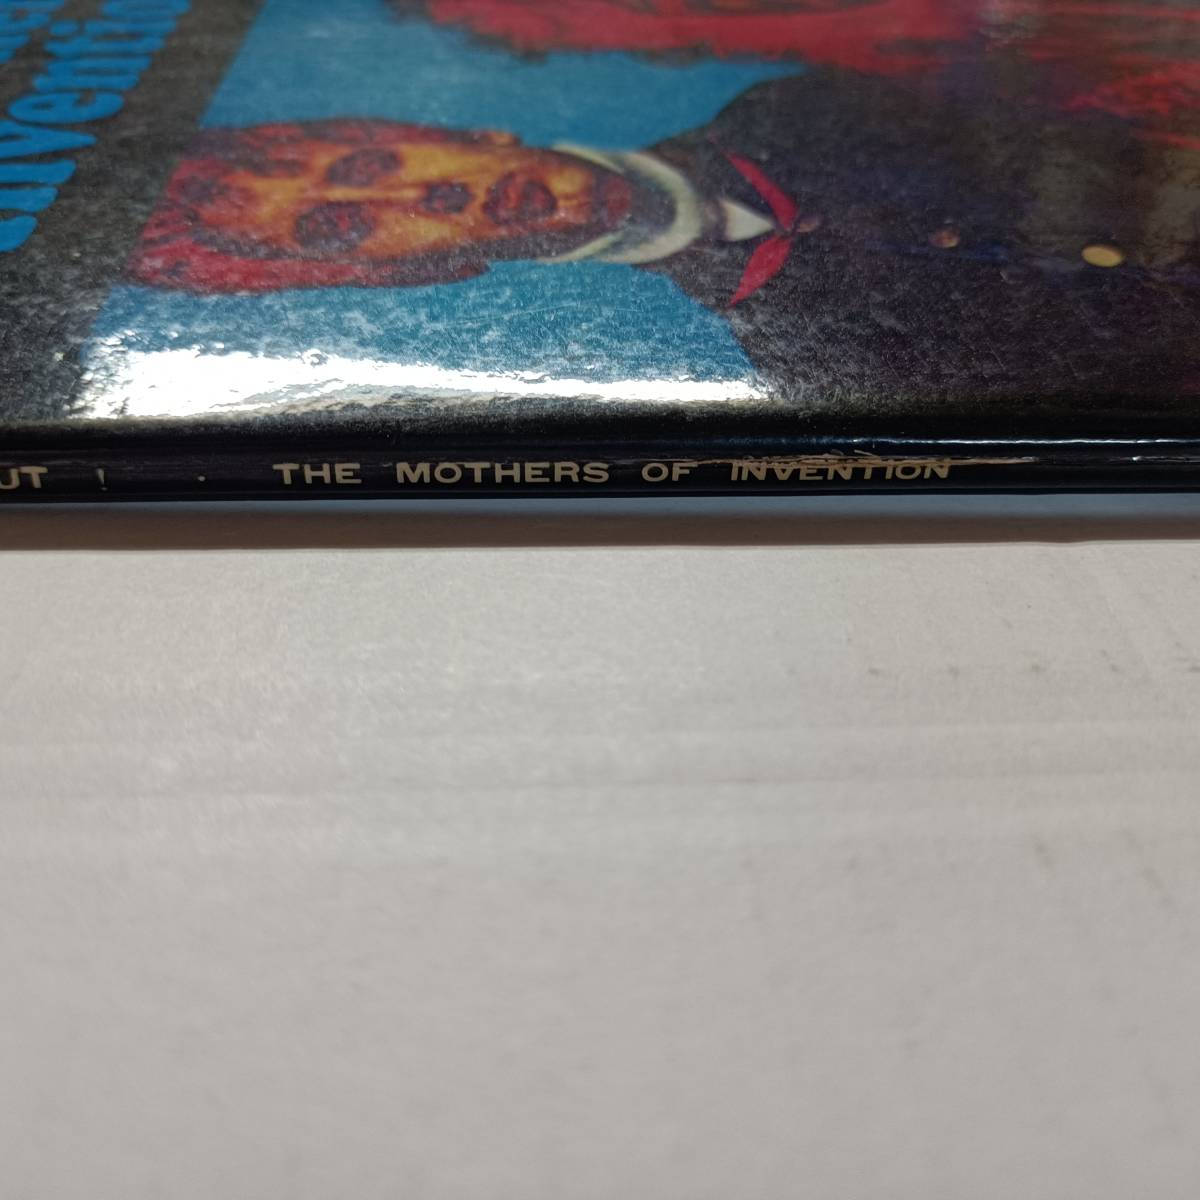 UT ! · THE MOTHERS OF INVENTION